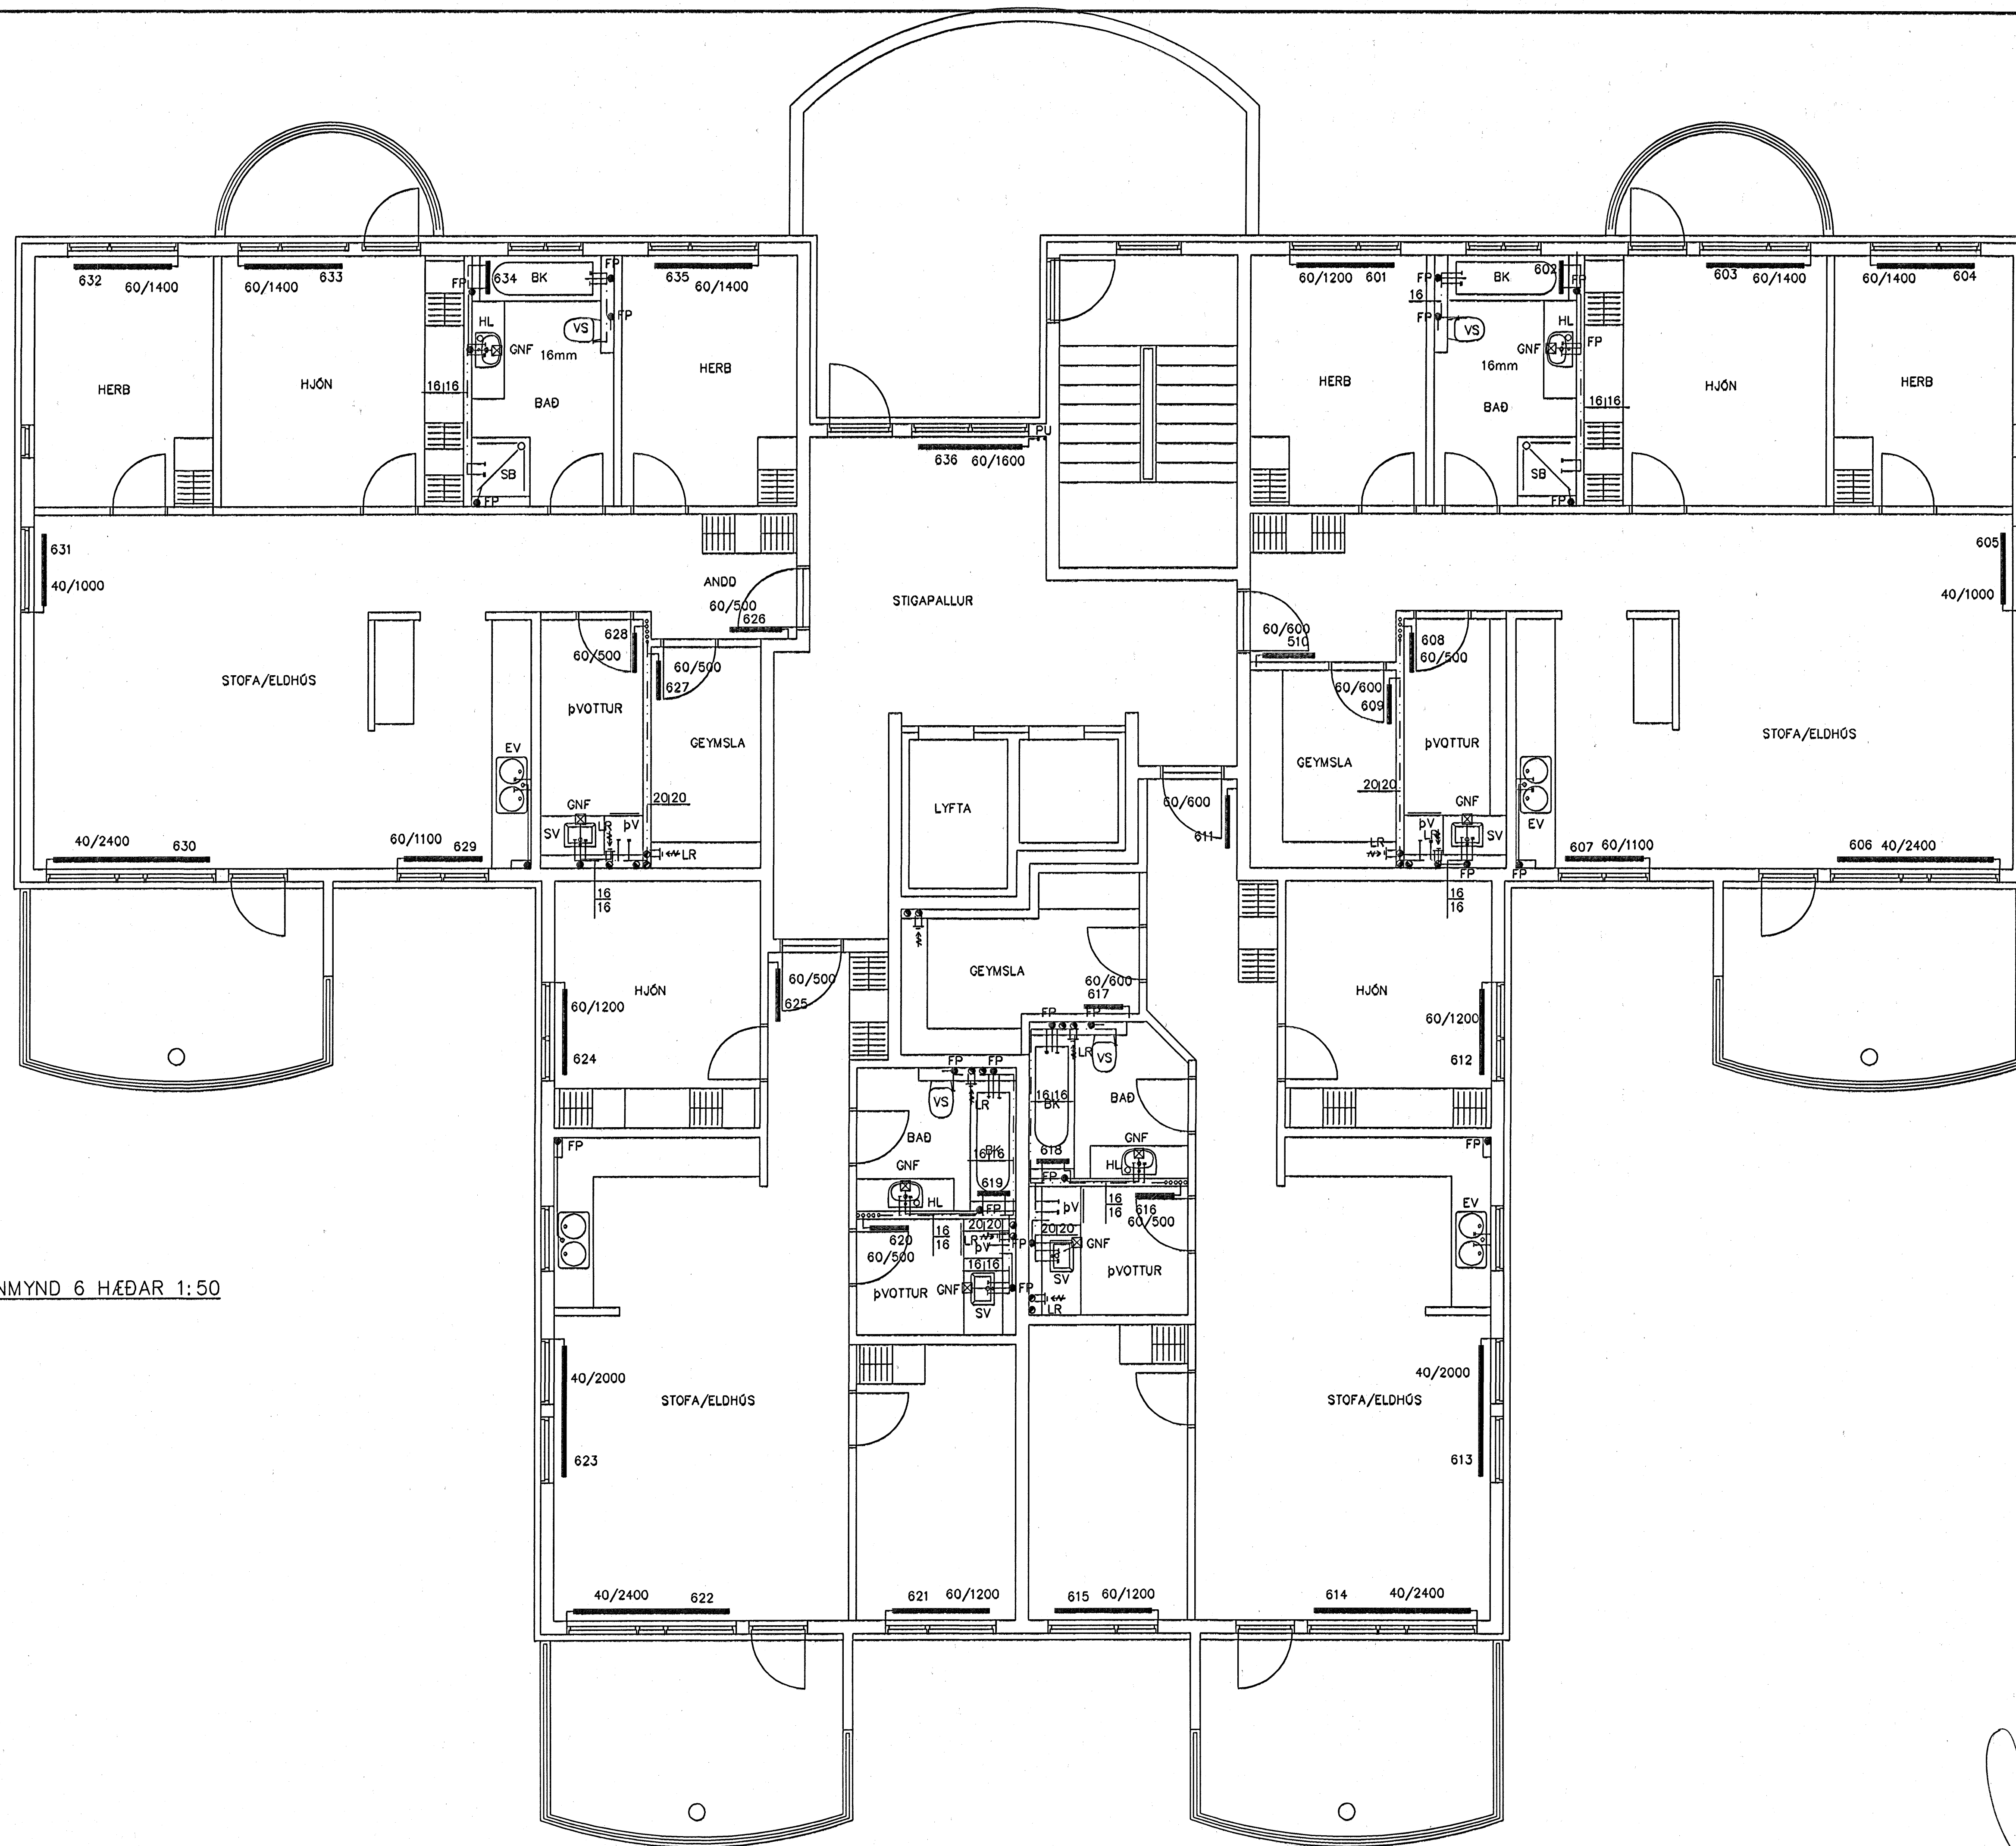 632 60/1400
60/1400 633
634 BK FP
FP
635 60/1400
60/1200 601
FP BK 602 FP
603 60/1400
60/1400 604
16
HL VS FP
GNF 16mm
FP VS HL
GNF FP
16mm
HERB
HJÓN
16|16
BAÐ
HERB
HERB
BAÐ
16|16
HJÓN
HERB
SB
FP
636 60/1600
PU
SB
FP
631
40/1000
ANDD
60/500
626
STIGAPALLUR
605
40/1000
628
60/500
60/500
627
60/600
510
608
60/500
60/600
609
STOFA/ELDHÚS
ÞVOTTUR
GEYMSLA
EV
GEYMSLA
ÞVOTTUR
STOFA/ELDHÚS
20|20
LYFTA
60/600
611
20|20
GNF
SV LR ÞV
LR
GNF
ÞV
LR SV
LR
EV
40/2400 630
60/1100 629
FP
FP
607 60/1100
606 40/2400
16
16
16
16
HJÓN
60/1200
624
60/500
625
GEYMSLA
60/600
617
HJÓN
60/1200
612
FP FP
LR VS
FP FP
VS LR
16|16
BK
BAÐ
BAÐ
BK
16|16
GNF
GNF
618
HL
FP
619
HL
FP
FP
FP
EV
620
60/500
16
16
20|20
LR
ÞV
16|16
ÞV
16
16
616
60/500
20|20
FP
GNF
SV
ÞVOTTUR
ÞVOTTUR GNF
SV
FP
LR
NMYND 6 HÆÐAR 1:50
40/2000
STOFA/ELDHÚS
623
STOFA/ELDHÚS
40/2000
613
40/2400 622
621 60/1200
615 60/1200
614 40/2400